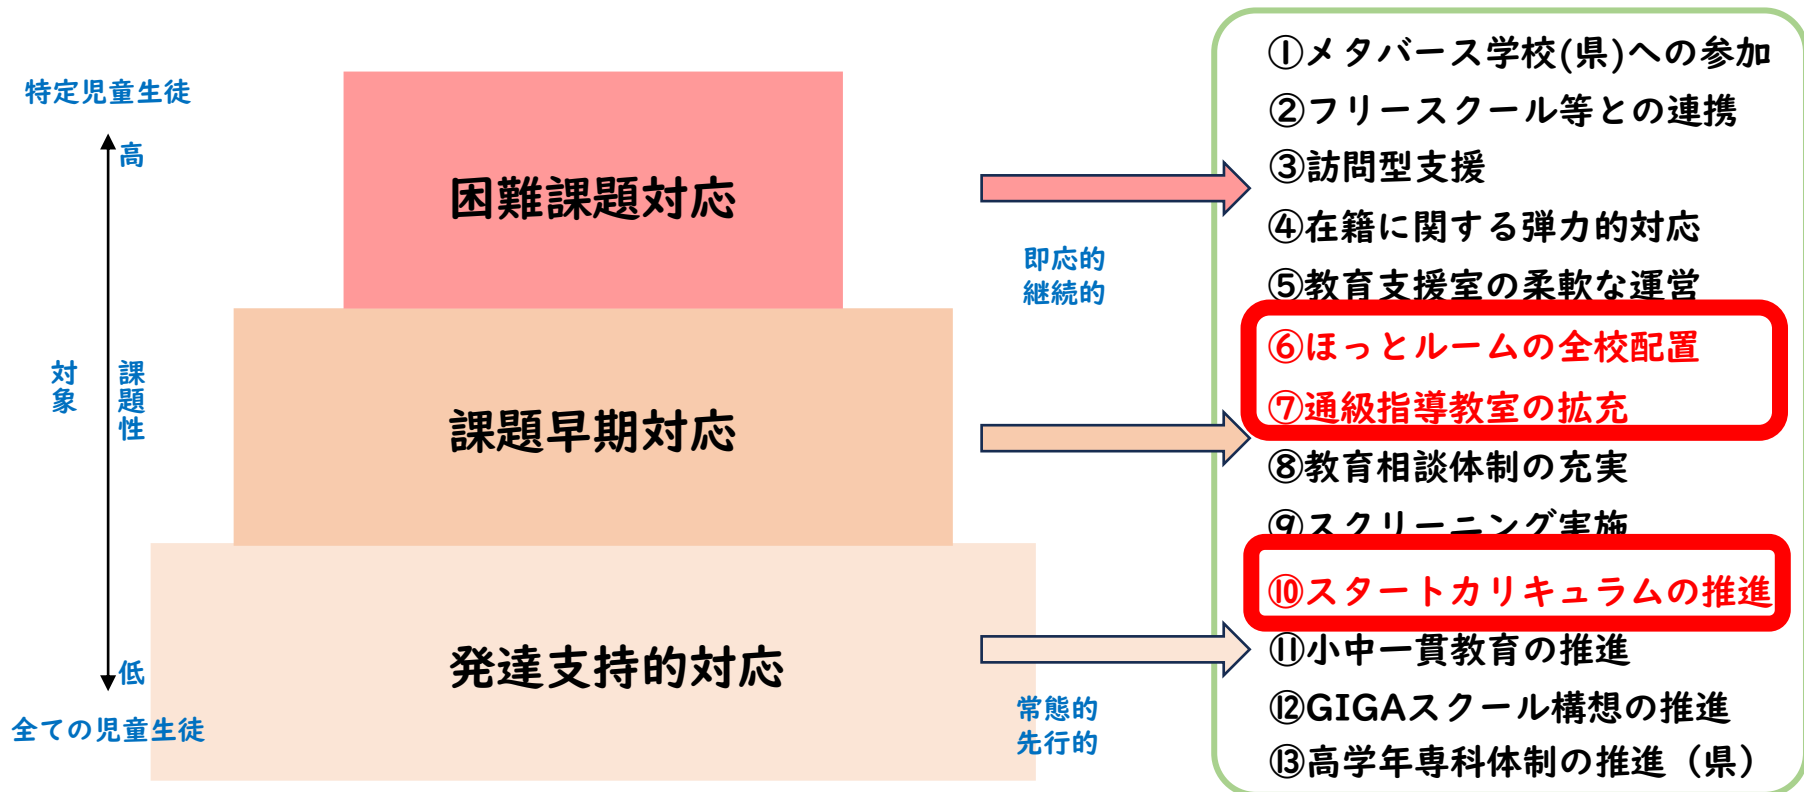 特定児童生徒
高
対象
課題性
低
全ての児童生徒
困難課題対応
課題早期対応
発達支持的対応
即応的
継続的
常態的
先行的
①メタバース学校(県)への参加
②フリースクール等との連携
③訪問型支援
④在籍に関する弾力的対応
⑤教育支援室の柔軟な運営
⑥ほっとルームの全校配置
⑦通級指導教室の拡充
⑧教育相談体制の充実
⑨スクリーニング実施
⑩スタートカリキュラムの推進
⑪小中一貫教育の推進
⑫GIGAスクール構想の推進
⑬高学年専科体制の推進（県）